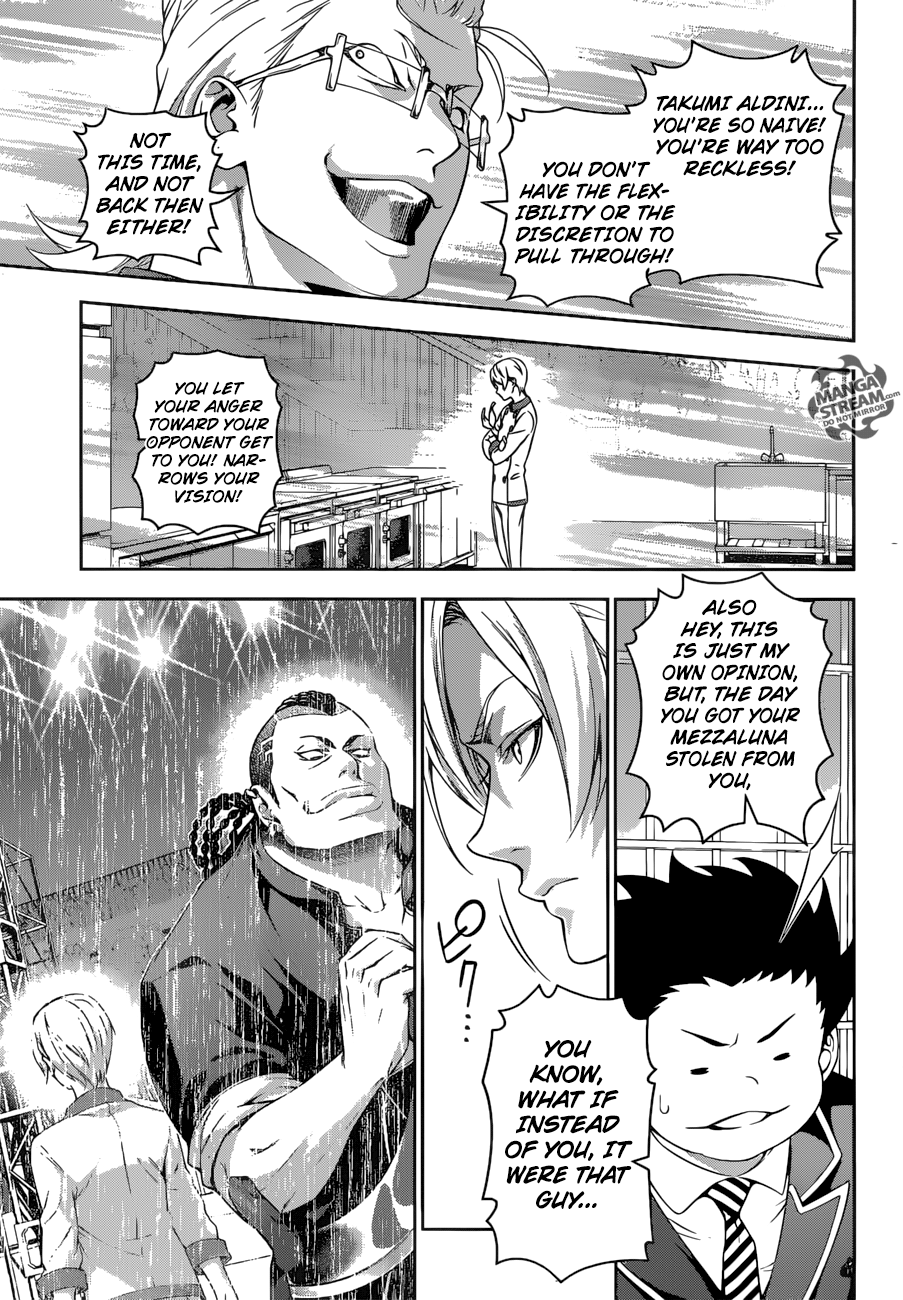 TAKUMI ALDINI...
YOU'RE SO NAIVE!
YOU'RE WAY TOO
RECKLESS!
YOU DON'T
HAVE THE FLEX-
IBILITY OR THE
DISCRETION TO
PULL THROUGH!
NOT
THIS TIME,
AND NOT
BACK THEN
EITHER!
MANGA
STREAM.com
DO NOT MIRROR
YOU LET
YOUR ANGER
TOWARD YOUR
OPPONENT GET
TO YOU! NAR-
ROWS YOUR
VISION!
ALSO
HEY, THIS
IS JUST MY
OWN OPINION,
BUT, THE DAY
YOU GOT YOUR
MEZZALUNA
STOLEN FROM
YOU,
ピク…
YOU
KNOW,
WHAT IF
INSTEAD
OF YOU, IT
WERE THAT
GUY...